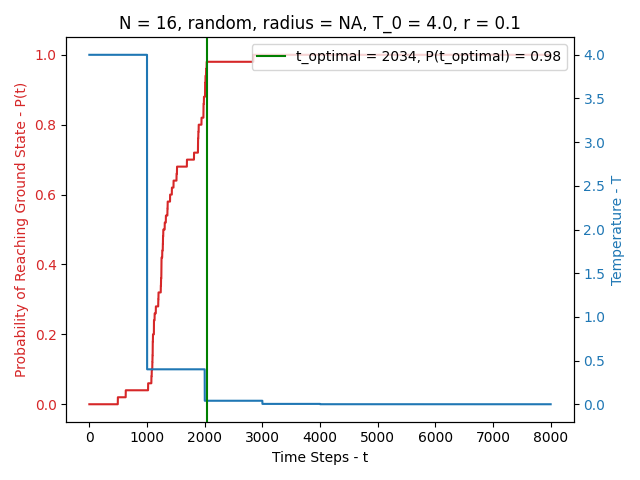 N = 16, random, radius = NA, T_0 = 4.0, r = 0.1
t_optimal = 2034, P(t_optimal) = 0.98
Probability of Reaching Ground State - P(t)
1.0
0.8
0.6
0.4
0.2
0.0
4.0
3.5
3.0
2.5
2.0
1.5
1.0
0.5
0.0
Temperature - T
0 1000 2000 3000 4000 5000 6000 7000 8000
Time Steps - t